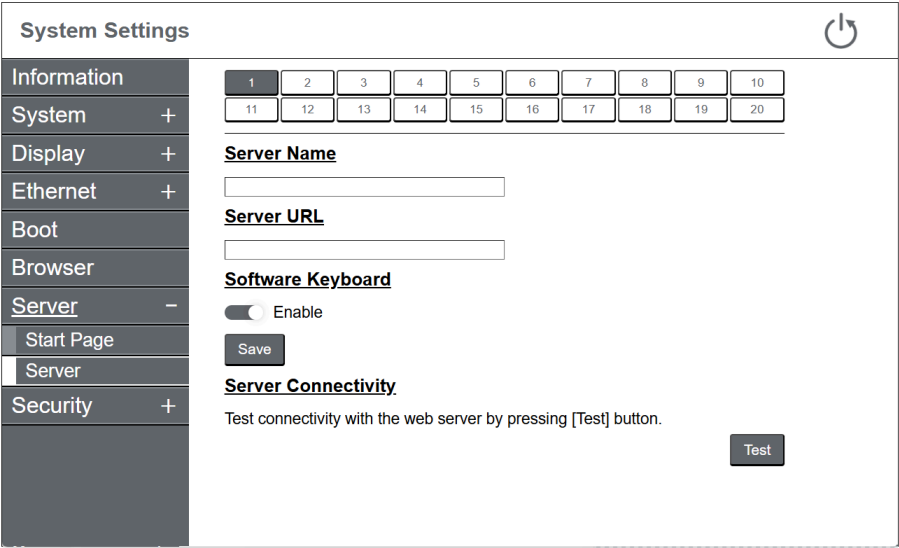 System Settings
Information
System +
Display +
Ethernet +
Boot
Browser
Server −
Start Page
Server
Security +
1 2 3 4 5 6 7 8 9 10
11 12 13 14 15 16 17 18 19 20
Server Name
Server URL
Software Keyboard
Enable
Save
Server Connectivity
Test connectivity with the web server by pressing [Test] button.
Test